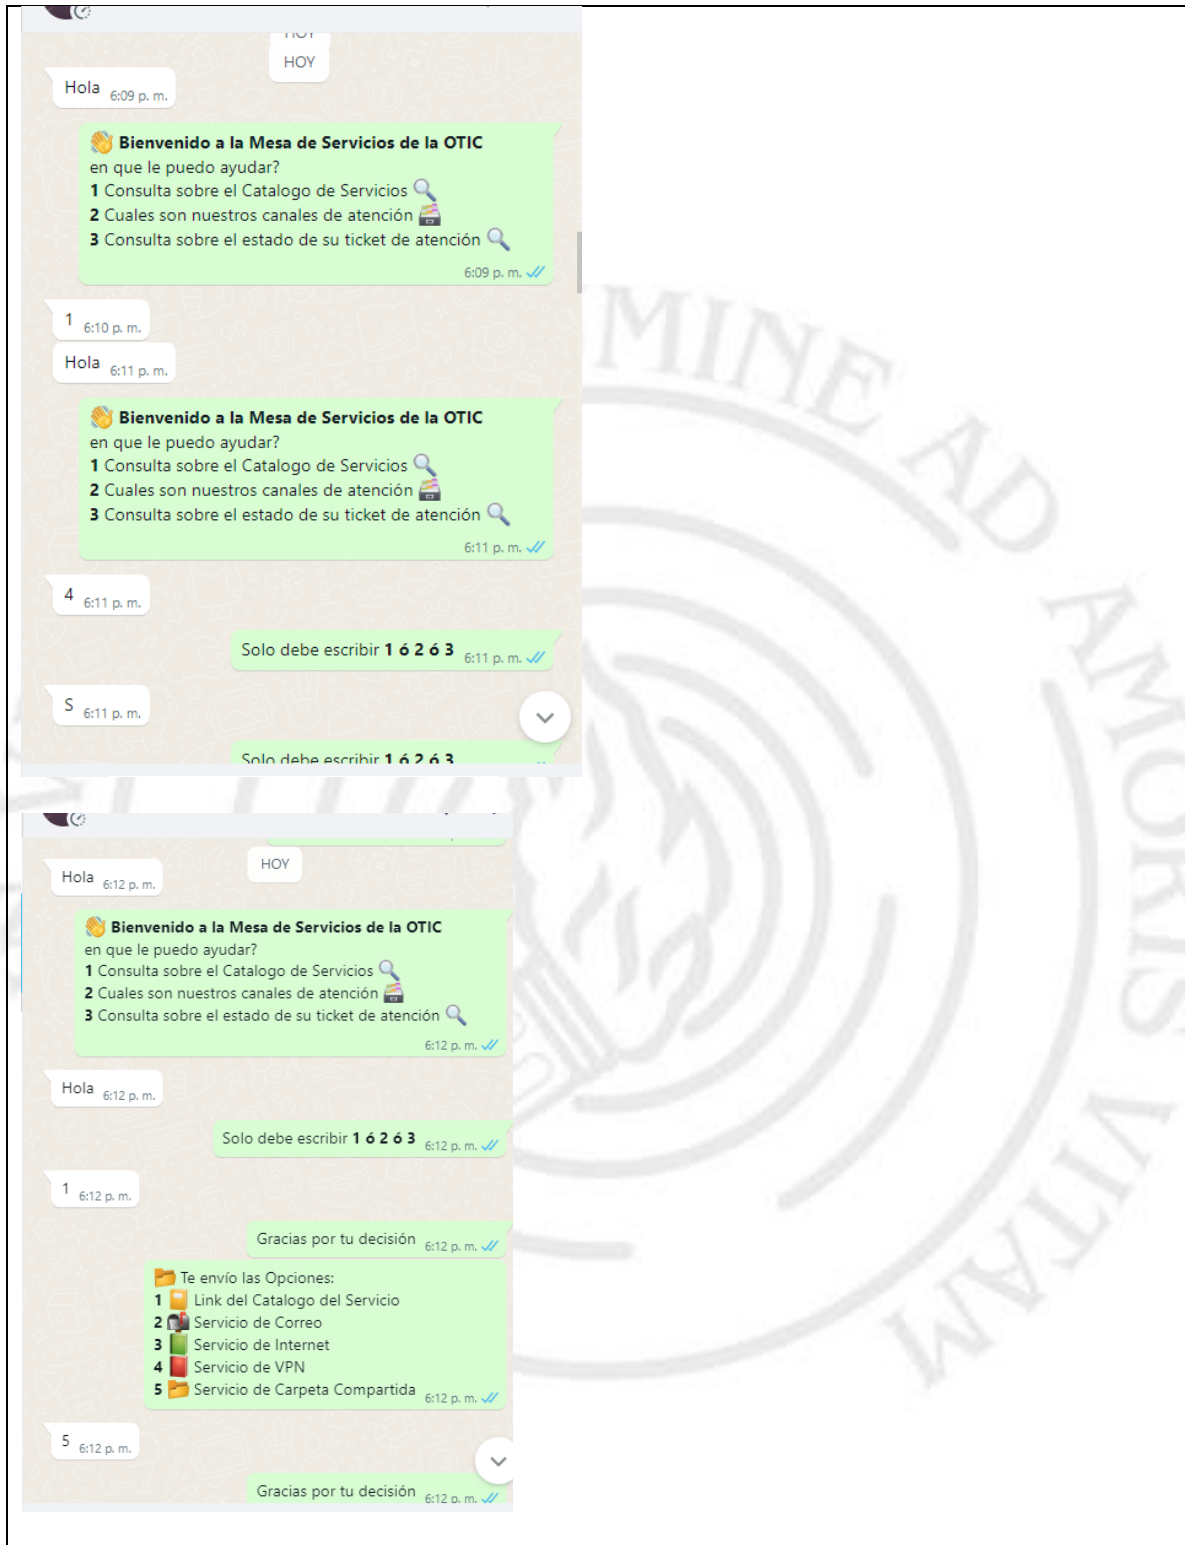 HOY
HOY
Hola 6:09 p. m.
👋 Bienvenido a la Mesa de Servicios de la OTIC
en que le puedo ayudar?
1 Consulta sobre el Catalogo de Servicios 🔍
2 Cuales son nuestros canales de atención 🗃️
3 Consulta sobre el estado de su ticket de atención 🔍
6:09 p. m.
1 6:10 p. m.
Hola 6:11 p. m.
👋 Bienvenido a la Mesa de Servicios de la OTIC
en que le puedo ayudar?
1 Consulta sobre el Catalogo de Servicios 🔍
2 Cuales son nuestros canales de atención 🗃️
3 Consulta sobre el estado de su ticket de atención 🔍
6:11 p. m.
4 6:11 p. m.
Solo debe escribir 1 ó 2 ó 3 6:11 p. m.
S 6:11 p. m.
Solo debe escribir 1 ó 2 ó 3
HOY
Hola 6:12 p. m.
👋 Bienvenido a la Mesa de Servicios de la OTIC
en que le puedo ayudar?
1 Consulta sobre el Catalogo de Servicios 🔍
2 Cuales son nuestros canales de atención 🗃️
3 Consulta sobre el estado de su ticket de atención 🔍
6:12 p. m.
Hola 6:12 p. m.
Solo debe escribir 1 ó 2 ó 3 6:12 p. m.
1 6:12 p. m.
Gracias por tu decisión 6:12 p. m.
📂 Te envío las Opciones:
1 📒 Link del Catalogo del Servicio
2 📬 Servicio de Correo
3 📗 Servicio de Internet
4 📕 Servicio de VPN
5 📂 Servicio de Carpeta Compartida 6:12 p. m.
5 6:12 p. m.
Gracias por tu decisión 6:12 p. m.
MINE AD AMORIS VITAM